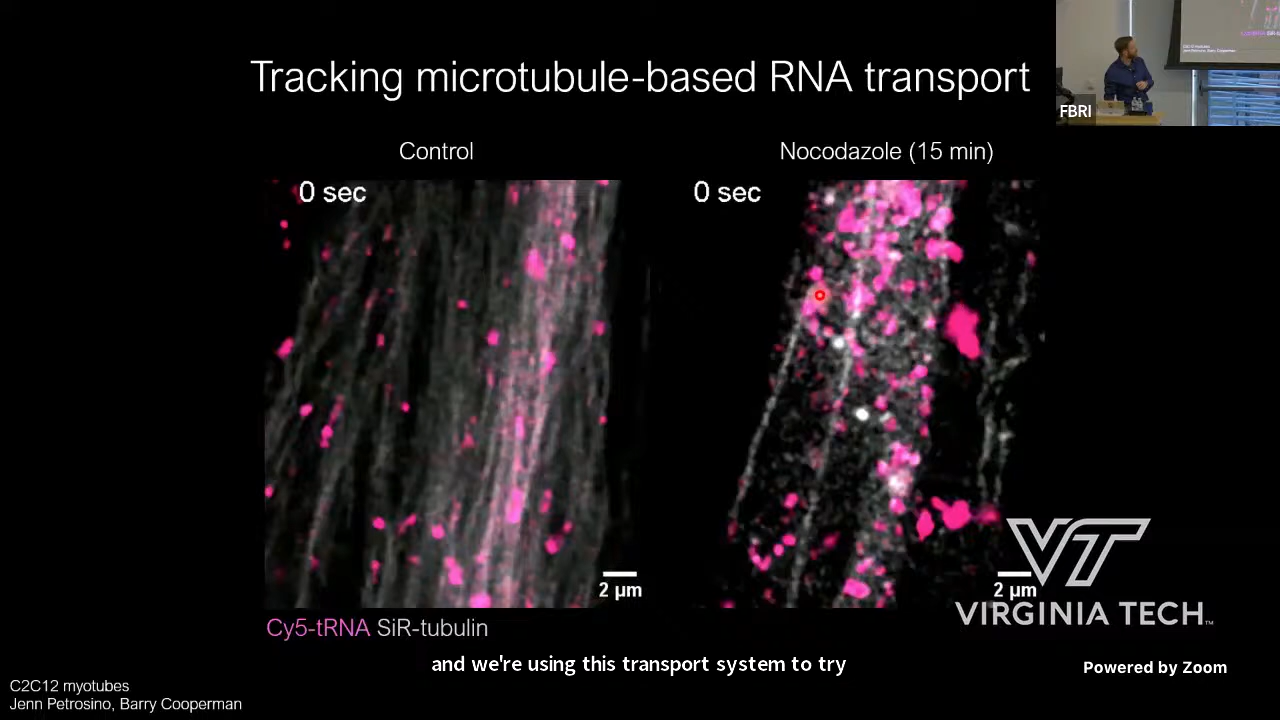 Tracking microtubule-based RNA transport
FBRI
Control
Nocodazole (15 min)
0 sec
0 sec
2 µm
2 µm
VT
VIRGINIA TECH™
Cy5-tRNA SiR-tubulin
and we're using this transport system to try
Powered by Zoom
C2C12 myotubes
Jenn Petrosino, Barry Cooperman